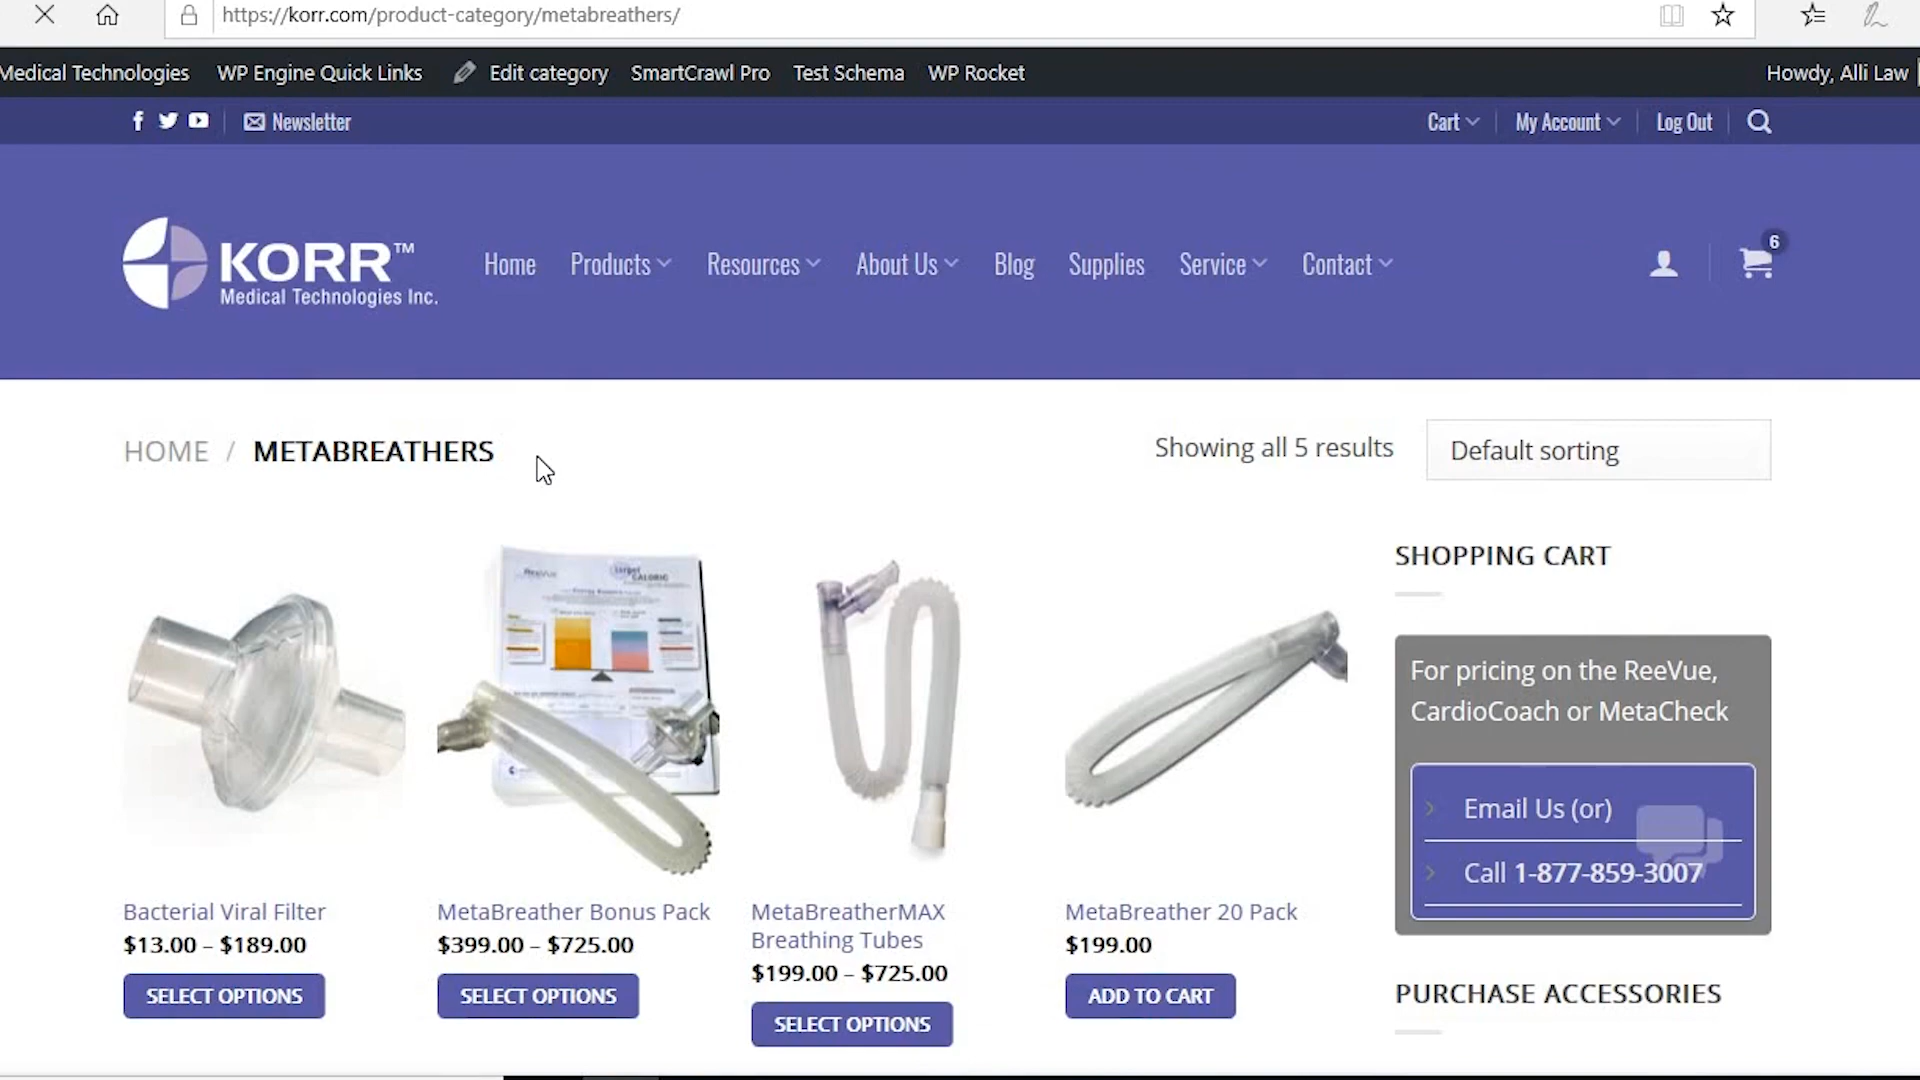 https://korr.com/product-category/metabreathers/
Medical Technologies WP Engine Quick Links Edit category SmartCrawl Pro Test Schema WP Rocket Howdy, Alli Law
Newsletter Cart My Account Log Out
KORR™
Medical Technologies Inc.
Home Products Resources About Us Blog Supplies Service Contact
6
HOME / METABREATHERS
Showing all 5 results
Default sorting
SHOPPING CART
For pricing on the ReeVue,
CardioCoach or MetaCheck
Email Us (or)
Call 1-877-859-3007
Bacterial Viral Filter
$13.00 – $189.00
SELECT OPTIONS
MetaBreather Bonus Pack
$399.00 – $725.00
SELECT OPTIONS
MetaBreatherMAX
Breathing Tubes
$199.00 – $725.00
SELECT OPTIONS
MetaBreather 20 Pack
$199.00
ADD TO CART
PURCHASE ACCESSORIES